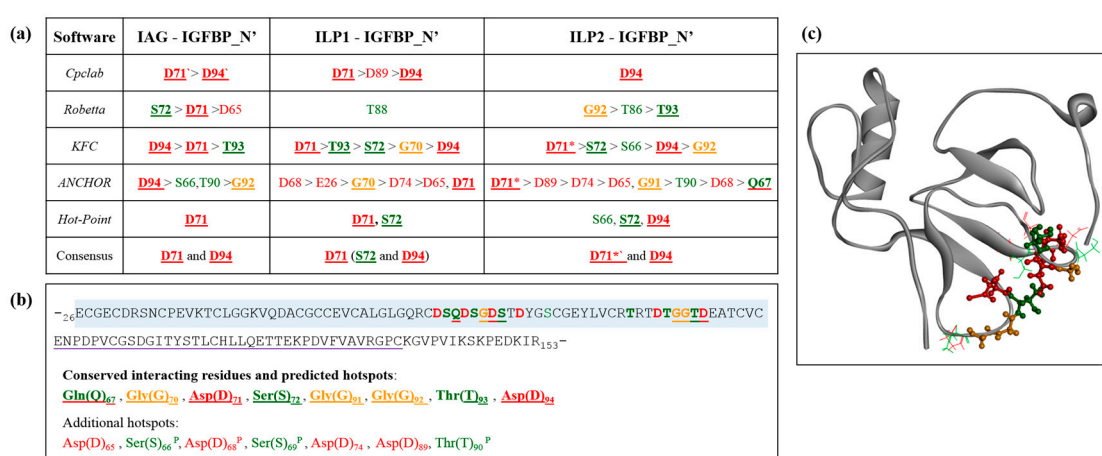 (a)
Software IAG - IGFBP_N’ ILP1 - IGFBP_N’ ILP2 - IGFBP_N’
Cpclab D71` > D94` D71 >D89 >D94 D94
Robetta S72 > D71 >D65 T88 G92 > T86 > T93
KFC D94 > D71 > T93 D71 >T93 > S72 > G70 > D94 D71* >S72 > S66 > D94 > G92
ANCHOR D94 > S66,T90 >G92 D68 > E26 > G70 > D74 >D65, D71 D71* > D89 > D74 > D65, G91 > T90 > D68 > Q67
Hot-Point D71 D71, S72 S66, S72, D94
Consensus D71 and D94 D71 (S72 and D94) D71*` and D94
(b)
–26ECGECDRSNCPEVKTCLGGKVQDACGCCEVCALGLGQRCDSQDSGDSTDYGSCGEYLVCRTRTDTGGTDEATCVC
ENPDPVCGSDGITYSTLCHLLQETTEKPDVFVAVRGPCKGVPVIKSKPEDKIR153–
Conserved interacting residues and predicted hotspots:
Gln(Q)67 , Gly(G)70 , Asp(D)71 , Ser(S)72 , Gly(G)91 , Gly(G)92 , Thr(T)93 , Asp(D)94
Additional hotspots:
Asp(D)65 , Ser(S)66P, Asp(D)68P , Ser(S)69P , Asp(D)74 , Asp(D)89, Thr(T)90 P
(c)